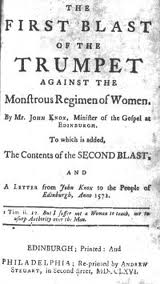 THE
FIRST BLAST
OF THE
TRUMPET
AGAINST THE
Monstrous Regimen of Women.
By Mr. JOHN KNOX, Minister of the Gospel at
EDINBURGH.
To which is added,
The Contents of the SECOND BLAST.
AND
A LETTER from JOHN KNOX to the People of
Edinburgh, Anno 1571.
1 Tim ii. 12. But I suffer not a Woman to teach, nor to
usurp Authority over the Man.
EDINBURGH; Printed: And
PHILADELPHIA; Re-printed by ANDREW
STEUART, in Second street, MD,CC,LXVI.